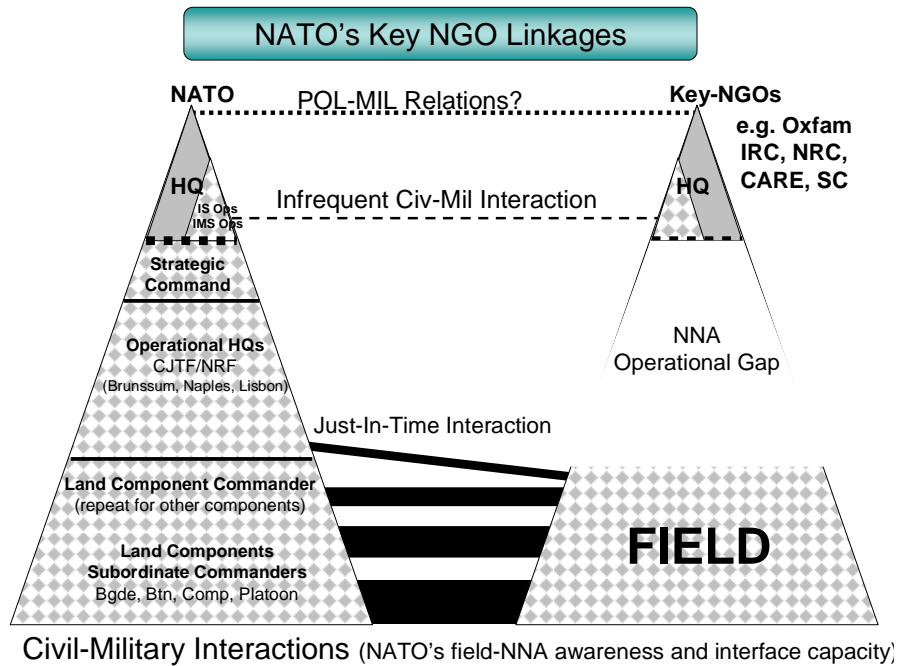 NATO's Key NGO Linkages
NATO
POL-MIL Relations?
Key-NGOs
e.g. Oxfam
IRC, NRC,
CARE, SC
HQ
IS Ops
IMS Ops
Infrequent Civ-Mil Interaction
HQ
Strategic
Command
Operational HQs
CJTF/NRF
(Brunssum, Naples, Lisbon)
NNA
Operational Gap
Just-In-Time Interaction
Land Component Commander
(repeat for other components)
Land Components
Subordinate Commanders
Bgde, Btn, Comp, Platoon
FIELD
Civil-Military Interactions (NATO's field-NNA awareness and interface capacity)